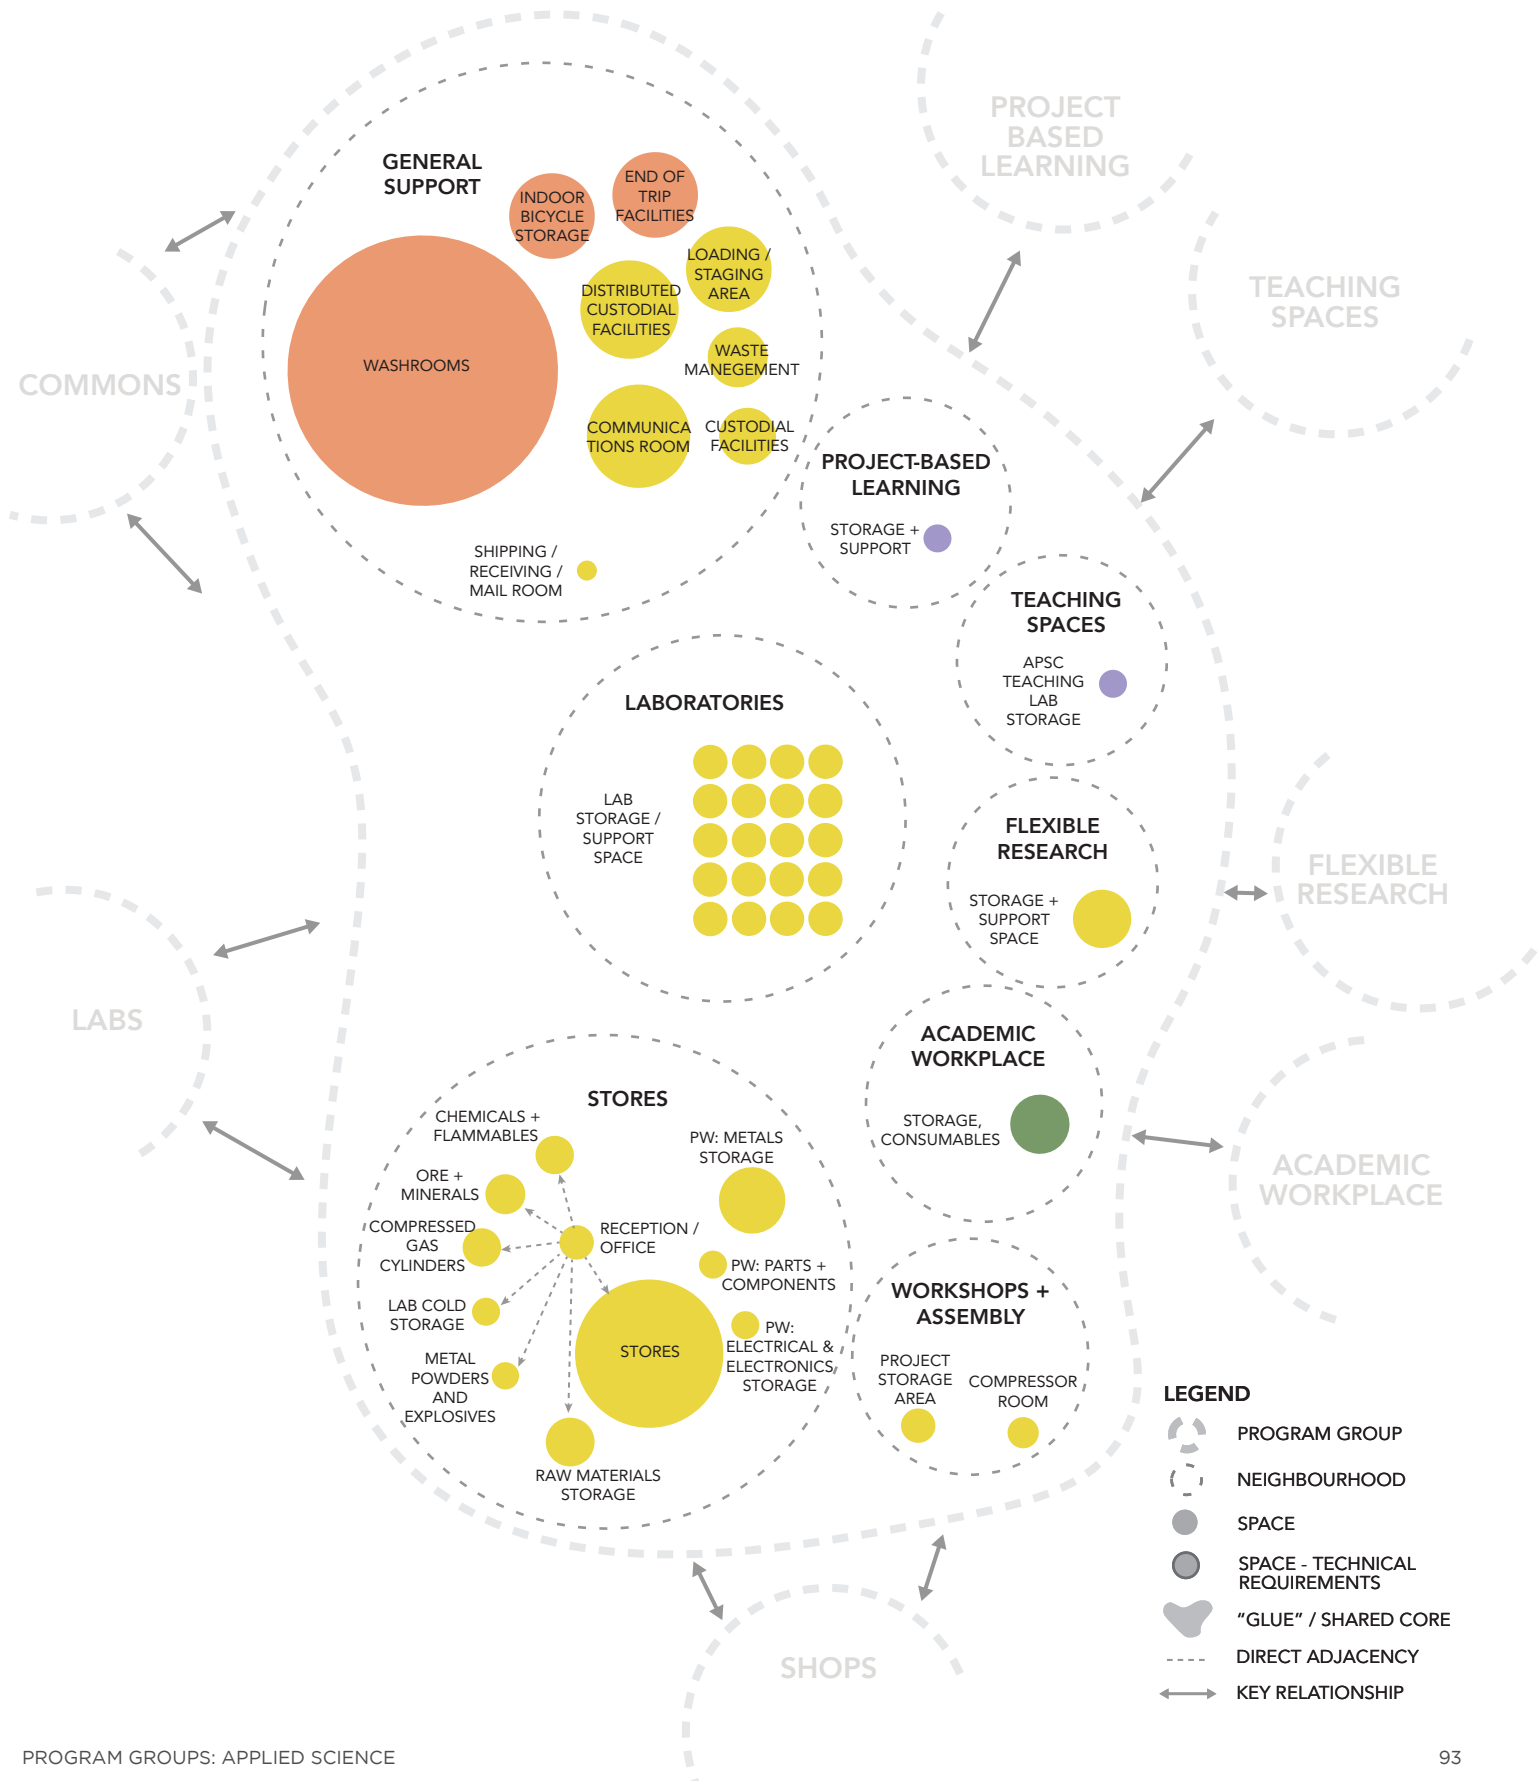 PROJECT
BASED
LEARNING
TEACHING
SPACES
COMMONS
GENERAL
SUPPORT
INDOOR
BICYCLE
STORAGE
END OF
TRIP
FACILITIES
LOADING /
STAGING
AREA
DISTRIBUTED
CUSTODIAL
FACILITIES
WASTE
MANEGEMENT
WASHROOMS
COMMUNICA
TIONS ROOM
CUSTODIAL
FACILITIES
SHIPPING /
RECEIVING /
MAIL ROOM
PROJECT-BASED
LEARNING
STORAGE +
SUPPORT
TEACHING
SPACES
APSC
TEACHING
LAB
STORAGE
LABORATORIES
LAB
STORAGE /
SUPPORT
SPACE
FLEXIBLE
RESEARCH
STORAGE +
SUPPORT
SPACE
FLEXIBLE
RESEARCH
LABS
ACADEMIC
WORKPLACE
STORAGE,
CONSUMABLES
ACADEMIC
WORKPLACE
STORES
CHEMICALS +
FLAMMABLES
ORE +
MINERALS
COMPRESSED
GAS
CYLINDERS
LAB COLD
STORAGE
METAL
POWDERS
AND
EXPLOSIVES
RECEPTION /
OFFICE
PW: METALS
STORAGE
PW: PARTS +
COMPONENTS
PW:
ELECTRICAL &
ELECTRONICS
STORAGE
STORES
RAW MATERIALS
STORAGE
WORKSHOPS +
ASSEMBLY
PROJECT
STORAGE
AREA
COMPRESSOR
ROOM
SHOPS
LEGEND
PROGRAM GROUP
NEIGHBOURHOOD
SPACE
SPACE - TECHNICAL
REQUIREMENTS
“GLUE” / SHARED CORE
DIRECT ADJACENCY
KEY RELATIONSHIP
PROGRAM GROUPS: APPLIED SCIENCE
93